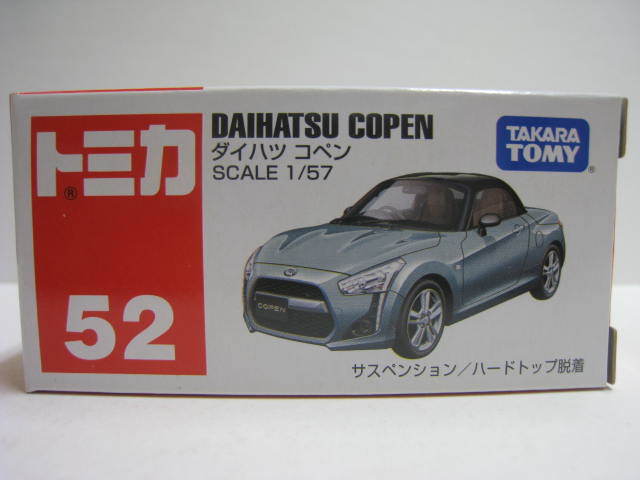 トミカ
®
52
DAIHATSU COPEN
ダイハツ コペン
SCALE 1/57
TAKARA
TOMY
®
COPEN
サスペンション／ハードトップ脱着